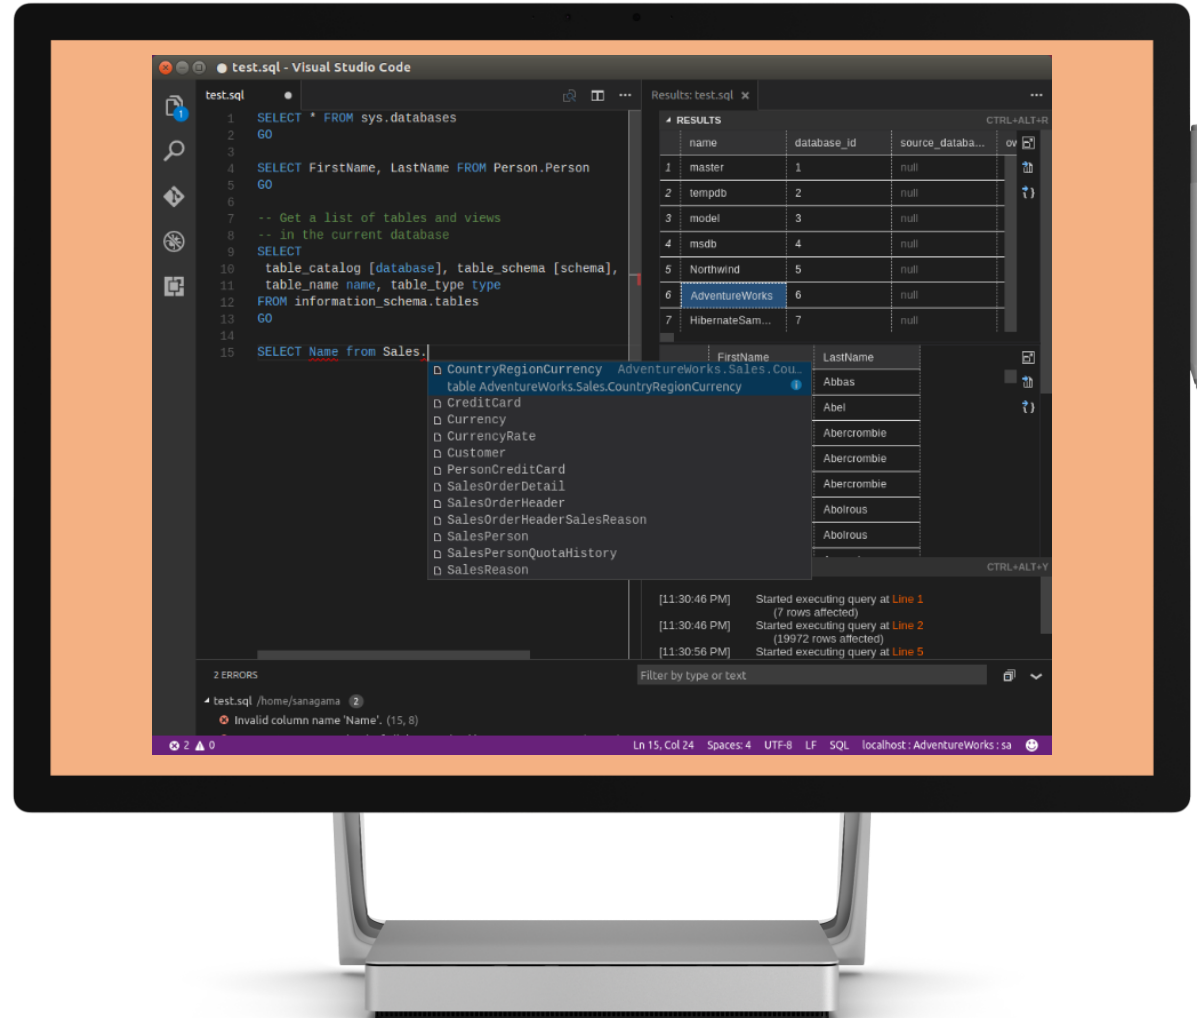 test.sql - Visual Studio Code
test.sql
Results: test.sql
1
1 SELECT * FROM sys.databases
2 GO
3
4 SELECT FirstName, LastName FROM Person.Person
5 GO
6
7 -- Get a list of tables and views
8 -- in the current database
9 SELECT
10 table_catalog [database], table_schema [schema],
11 table_name name, table_type type
12 FROM information_schema.tables
13 GO
14
15 SELECT Name from Sales.
CountryRegionCurrency AdventureWorks.Sales.Cou...
table AdventureWorks.Sales.CountryRegionCurrency
CreditCard
Currency
CurrencyRate
Customer
PersonCreditCard
SalesOrderDetail
SalesOrderHeader
SalesOrderHeaderSalesReason
SalesPerson
SalesPersonQuotaHistory
SalesReason
RESULTS CTRL+ALT+R
name database_id source_databa... ov
1 master 1 null
2 tempdb 2 null
3 model 3 null
4 msdb 4 null
5 Northwind 5 null
6 AdventureWorks 6 null
7 HibernateSam... 7 null
FirstName LastName
Abbas
Abel
Abercrombie
Abercrombie
Abercrombie
Abolrous
Abolrous
CTRL+ALT+Y
[11:30:46 PM] Started executing query at Line 1
(7 rows affected)
[11:30:46 PM] Started executing query at Line 2
(19972 rows affected)
[11:30:56 PM] Started executing query at Line 5
2 ERRORS
Filter by type or text
test.sql /home/sanagama 2
Invalid column name 'Name'. (15, 8)
2 0
Ln 15, Col 24 Spaces: 4 UTF-8 LF SQL localhost : AdventureWorks : sa